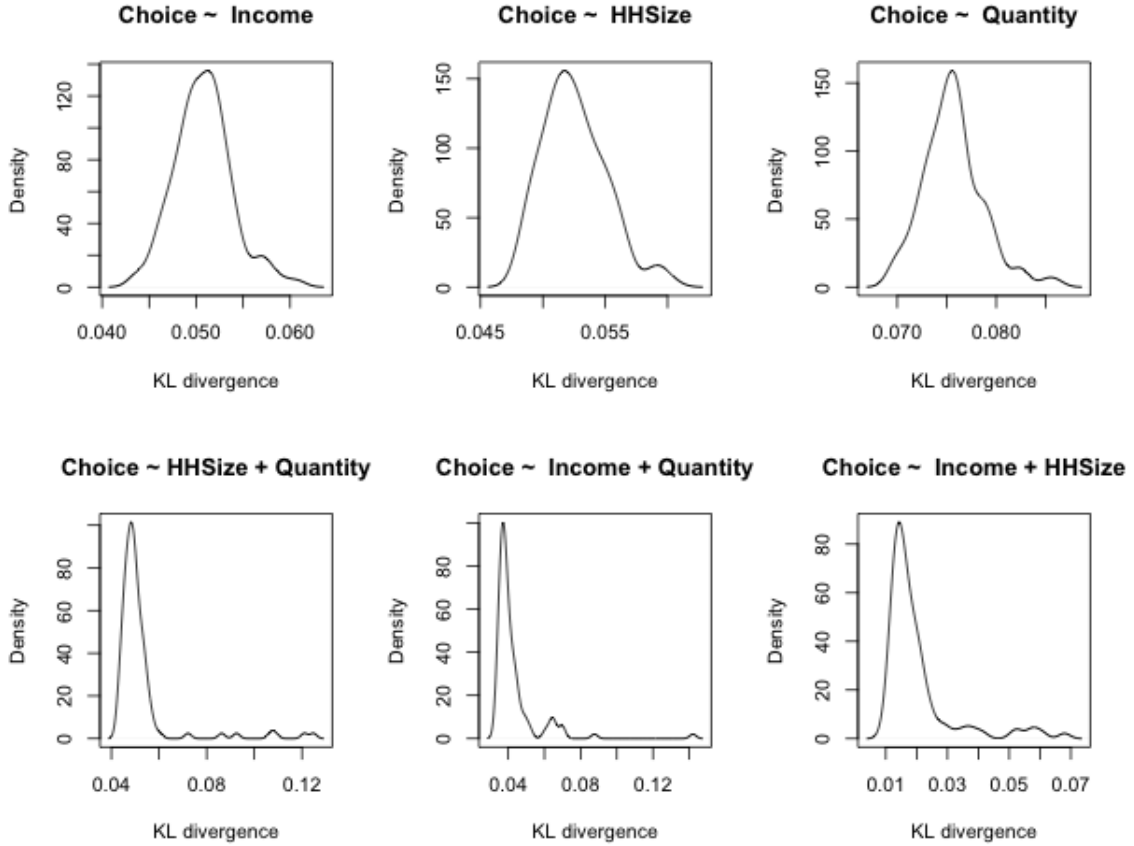 Choice ~ Income
Density
0 40 80 120
0.040 0.050 0.060
KL divergence
Choice ~ HHSize
Density
0 50 100 150
0.045 0.055
KL divergence
Choice ~ Quantity
Density
0 50 100 150
0.070 0.080
KL divergence
Choice ~ HHSize + Quantity
Density
0 20 40 60 80
0.04 0.08 0.12
KL divergence
Choice ~ Income + Quantity
Density
0 20 40 60 80
0.04 0.08 0.12
KL divergence
Choice ~ Income + HHSize
Density
0 20 40 60 80
0.01 0.03 0.05 0.07
KL divergence